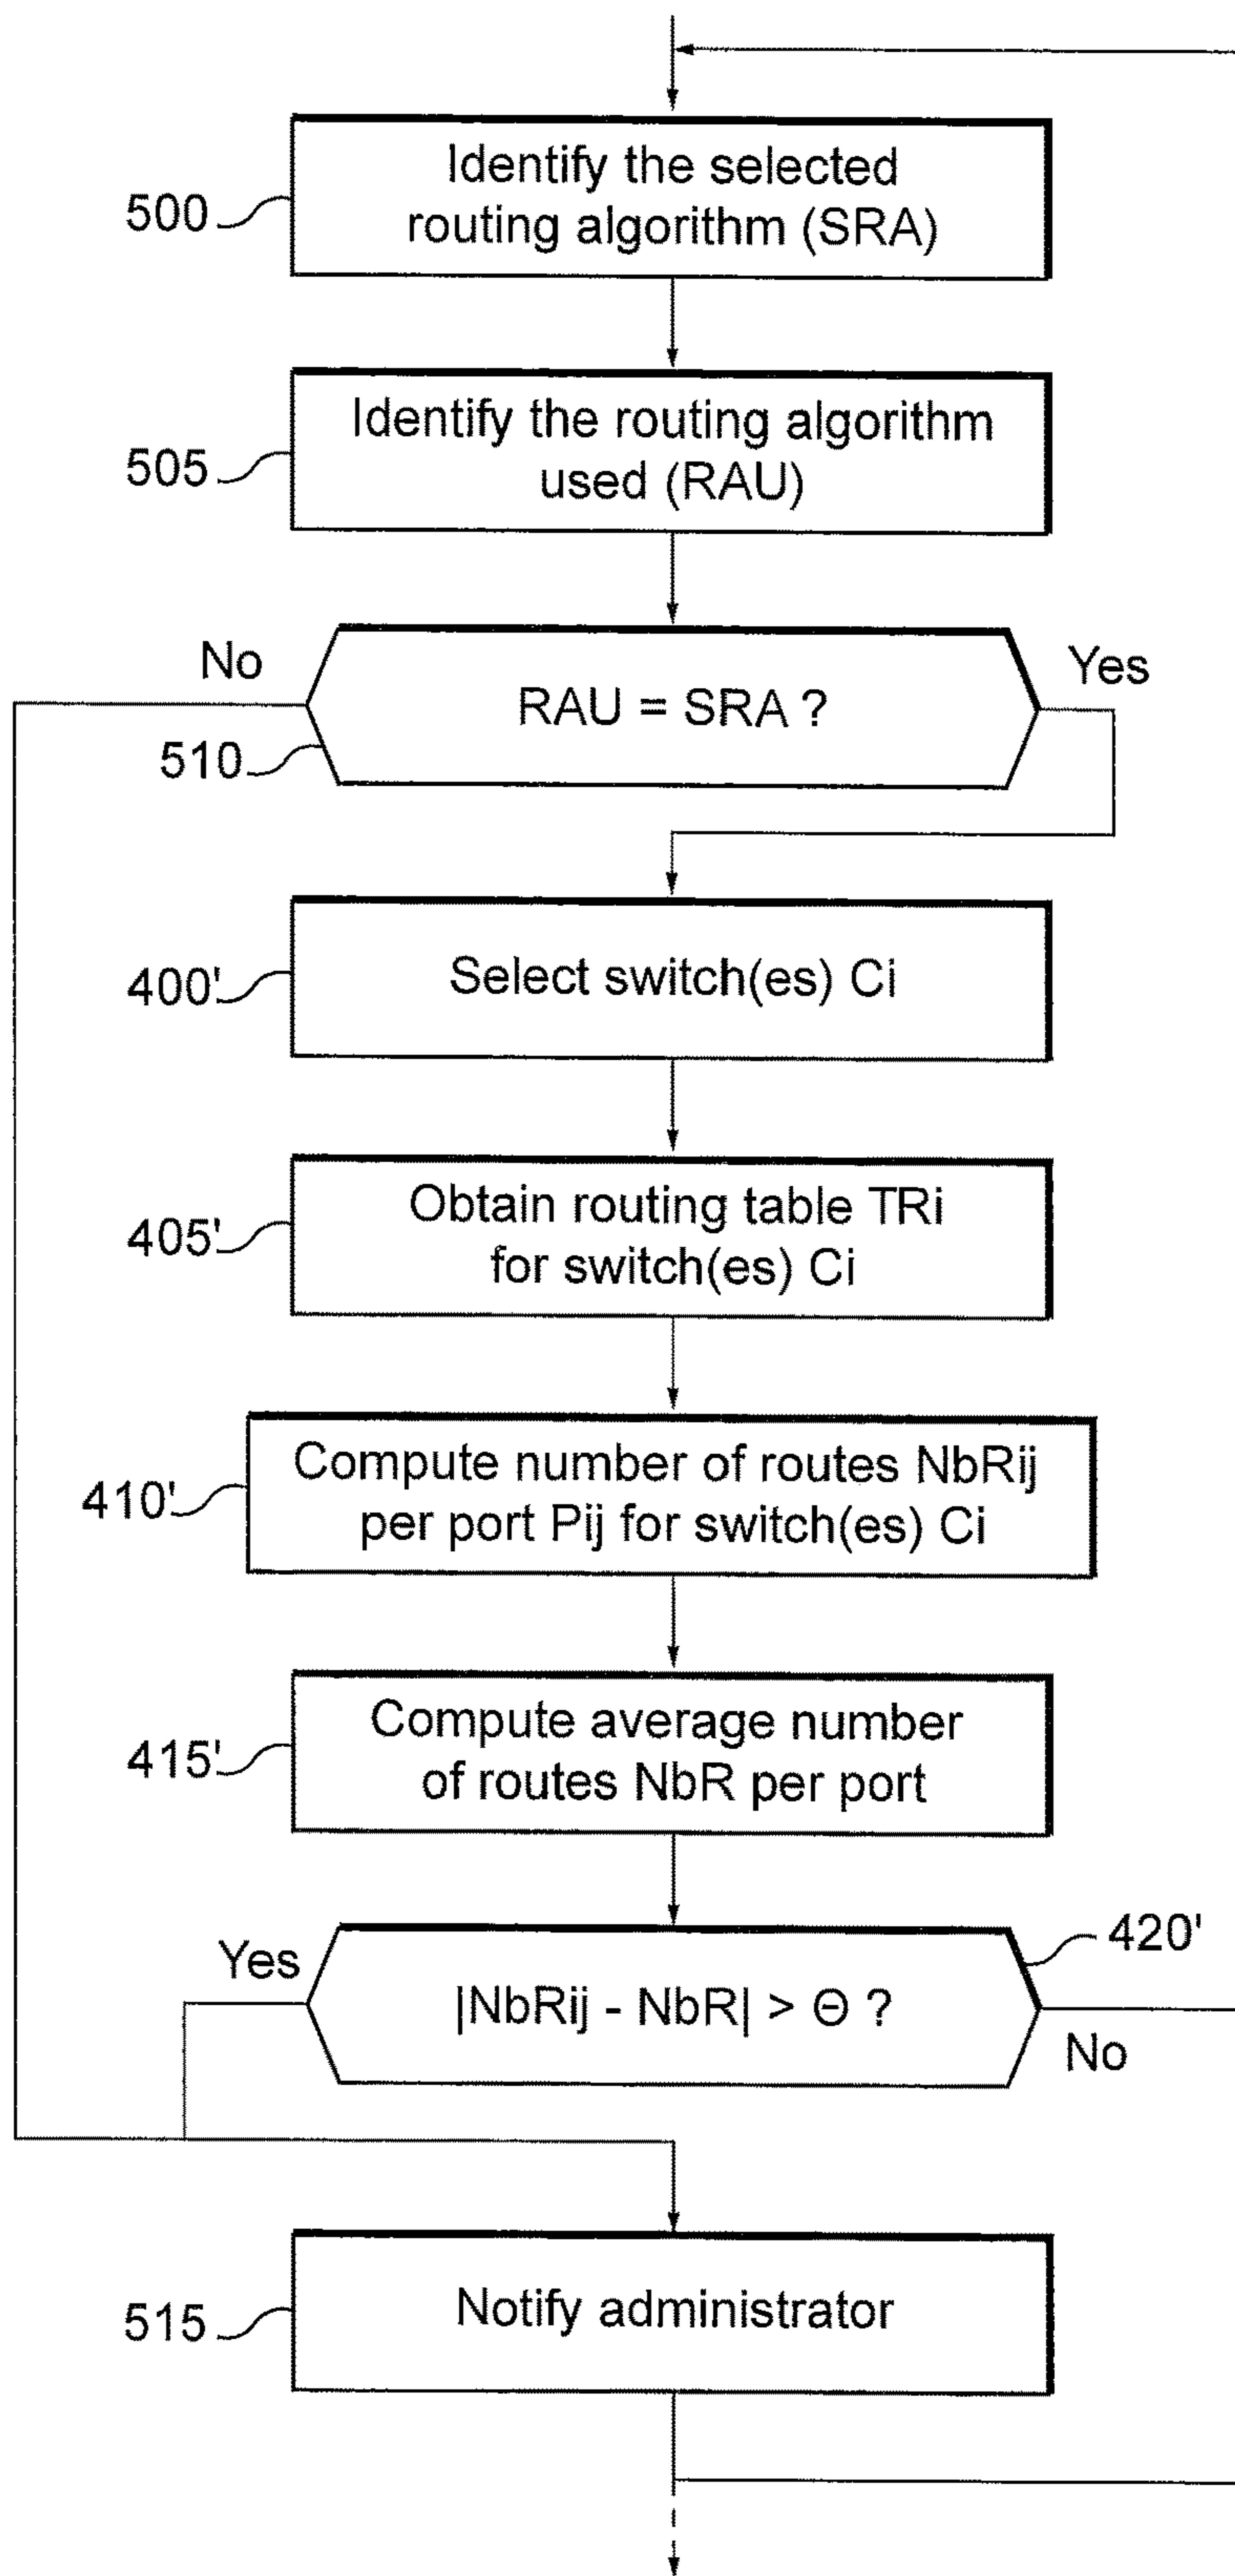 Identify the selected
routing algorithm (SRA)
500
Identify the routing algorithm
used (RAU)
505
No
Yes
RAU = SRA ?
510
Select switch(es) Ci
400'
Obtain routing table TRi
for switch(es) Ci
405'
Compute number of routes NbRij
per port Pij for switch(es) Ci
410'
Compute average number
of routes NbR per port
415'
420'
Yes
|NbRij - NbR| > Θ ?
No
Notify administrator
515